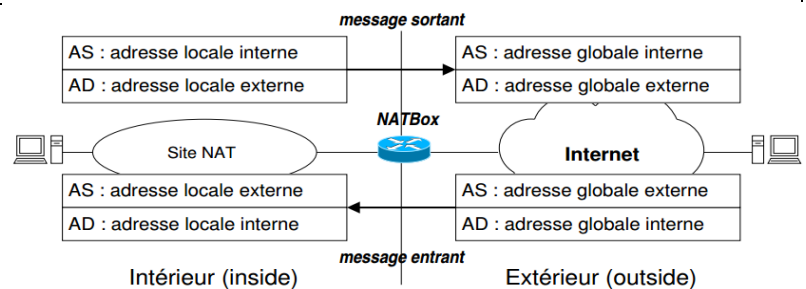 message sortant
AS : adresse locale interne
AD : adresse locale externe
AS : adresse globale interne
AD : adresse globale externe
NATBox
Site NAT
Internet
AS : adresse locale externe
AD : adresse locale interne
AS : adresse globale externe
AD : adresse globale interne
message entrant
Intérieur (inside)
Extérieur (outside)